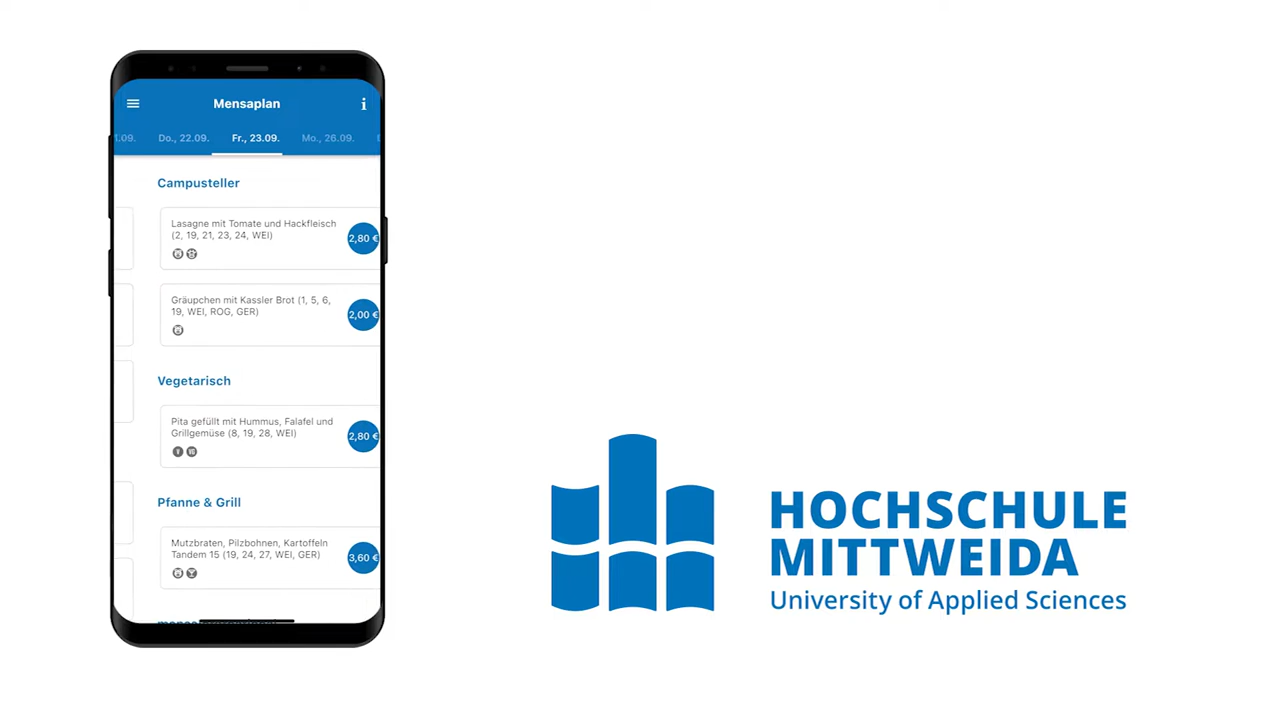 Mensaplan
i
1.09. Do., 22.09. Fr., 23.09. Mo., 26.09.
Campusteller
Lasagne mit Tomate und Hackfleisch
(2, 19, 21, 23, 24, WEI)
2,80 €
Gräupchen mit Kassler Brot (1, 5, 6,
19, WEI, ROG, GER)
2,00 €
Vegetarisch
Pita gefüllt mit Hummus, Falafel und
Grillgemüse (8, 19, 28, WEI)
2,80 €
Pfanne & Grill
Mutzbraten, Pilzbohnen, Kartoffeln
Tandem 15 (19, 24, 27, WEI, GER)
3,60 €
HOCHSCHULE
MITTWEIDA
University of Applied Sciences